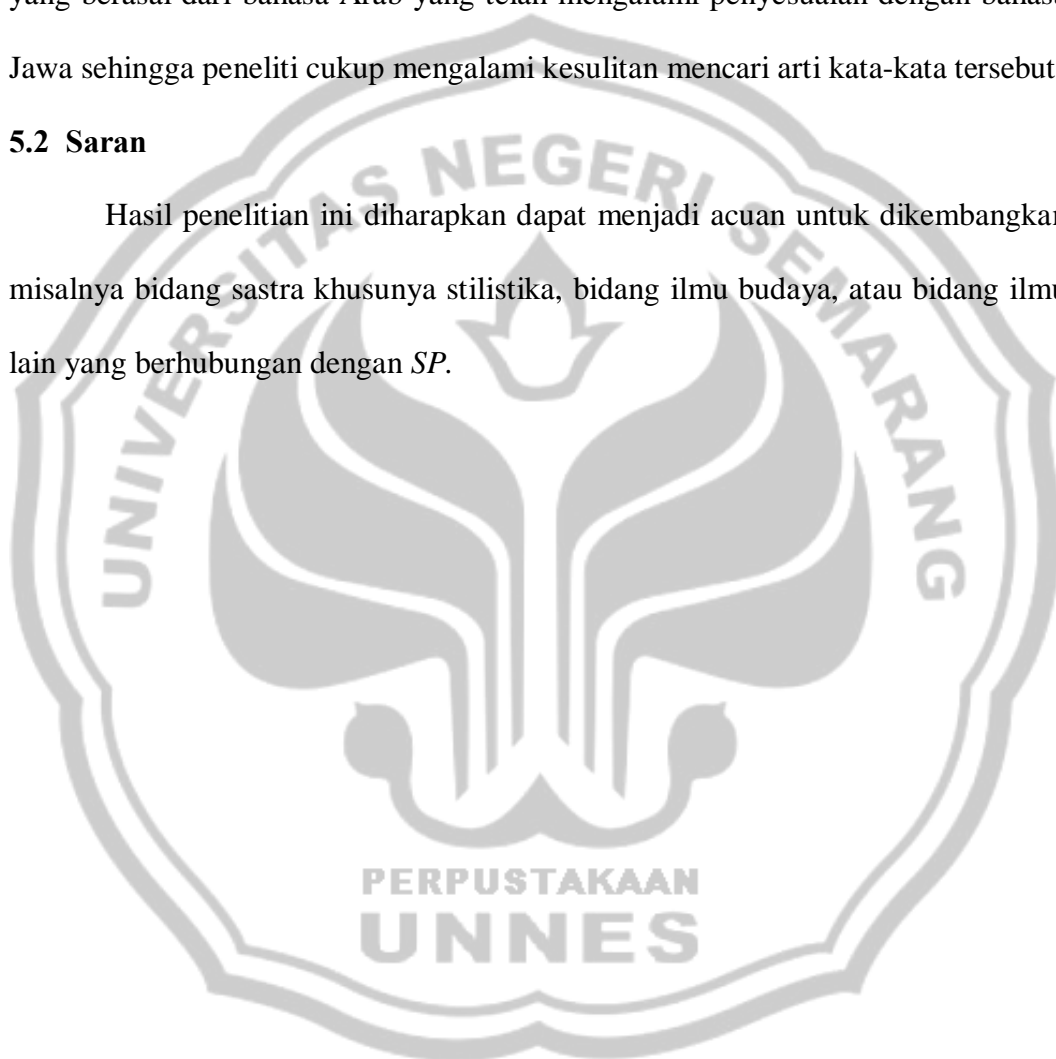 yang berasal dari bahasa Arab yang telah mengalami penyesuaian dengan bahasa
Jawa sehingga peneliti cukup mengalami kesulitan mencari arti kata-kata tersebut
5.2 Saran
Hasil penelitian ini diharapkan dapat menjadi acuan untuk dikembangkan
misalnya bidang sastra khusunya stilistika, bidang ilmu budaya, atau bidang ilmu
lain yang berhubungan dengan SP.
UNIVERSITAS NEGERI SEMARANG
PERPUSTAKAAN
UNNES